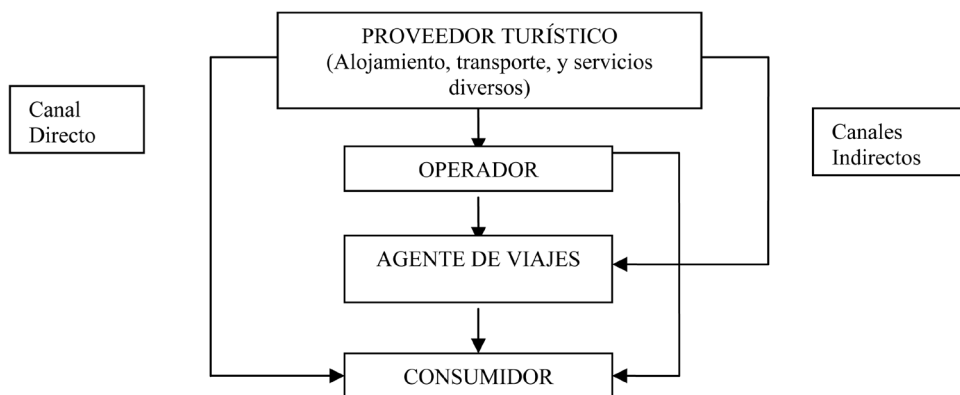 PROVEEDOR TURÍSTICO
(Alojamiento, transporte, y servicios
diversos)
Canal
Directo
Canales
Indirectos
OPERADOR
AGENTE DE VIAJES
CONSUMIDOR